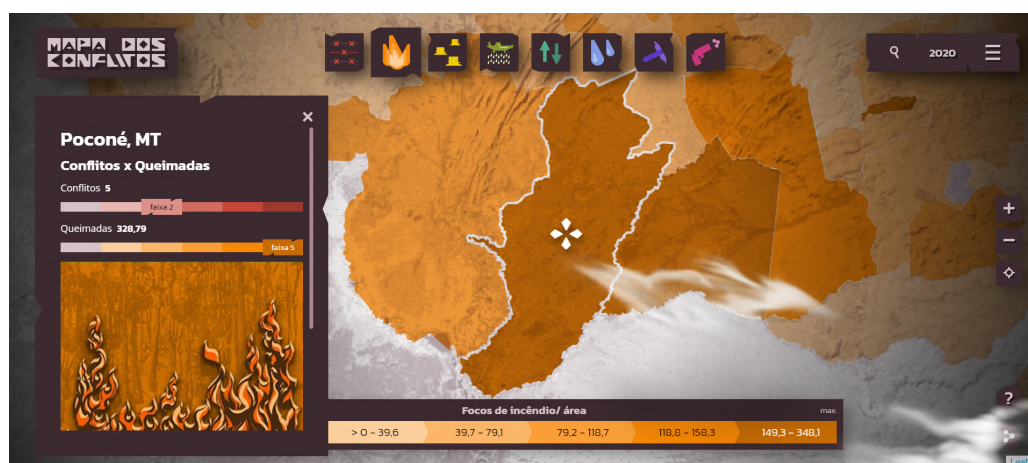 MAPA DOS
CONFLITOS
2020
Poconé, MT
Conflitos x Queimadas
Conflitos 5
faixa 2
Queimadas 328,79
faixa 5
Focos de incêndio/ área
max.
> 0 – 39,6
39,7 – 79,1
79,2 – 118,7
118,8 – 158,3
149,3 – 348,1
+
−
?